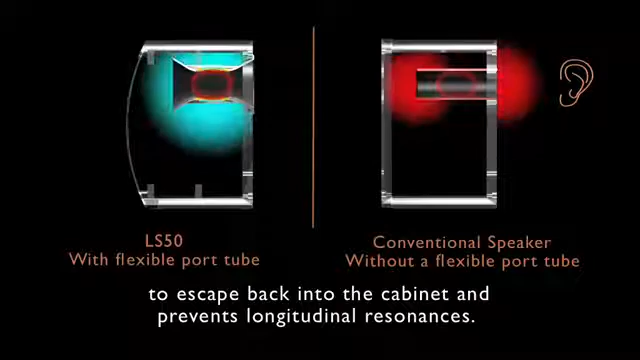 LS50
With flexible port tube
Conventional Speaker
Without a flexible port tube
to escape back into the cabinet and
prevents longitudinal resonances.